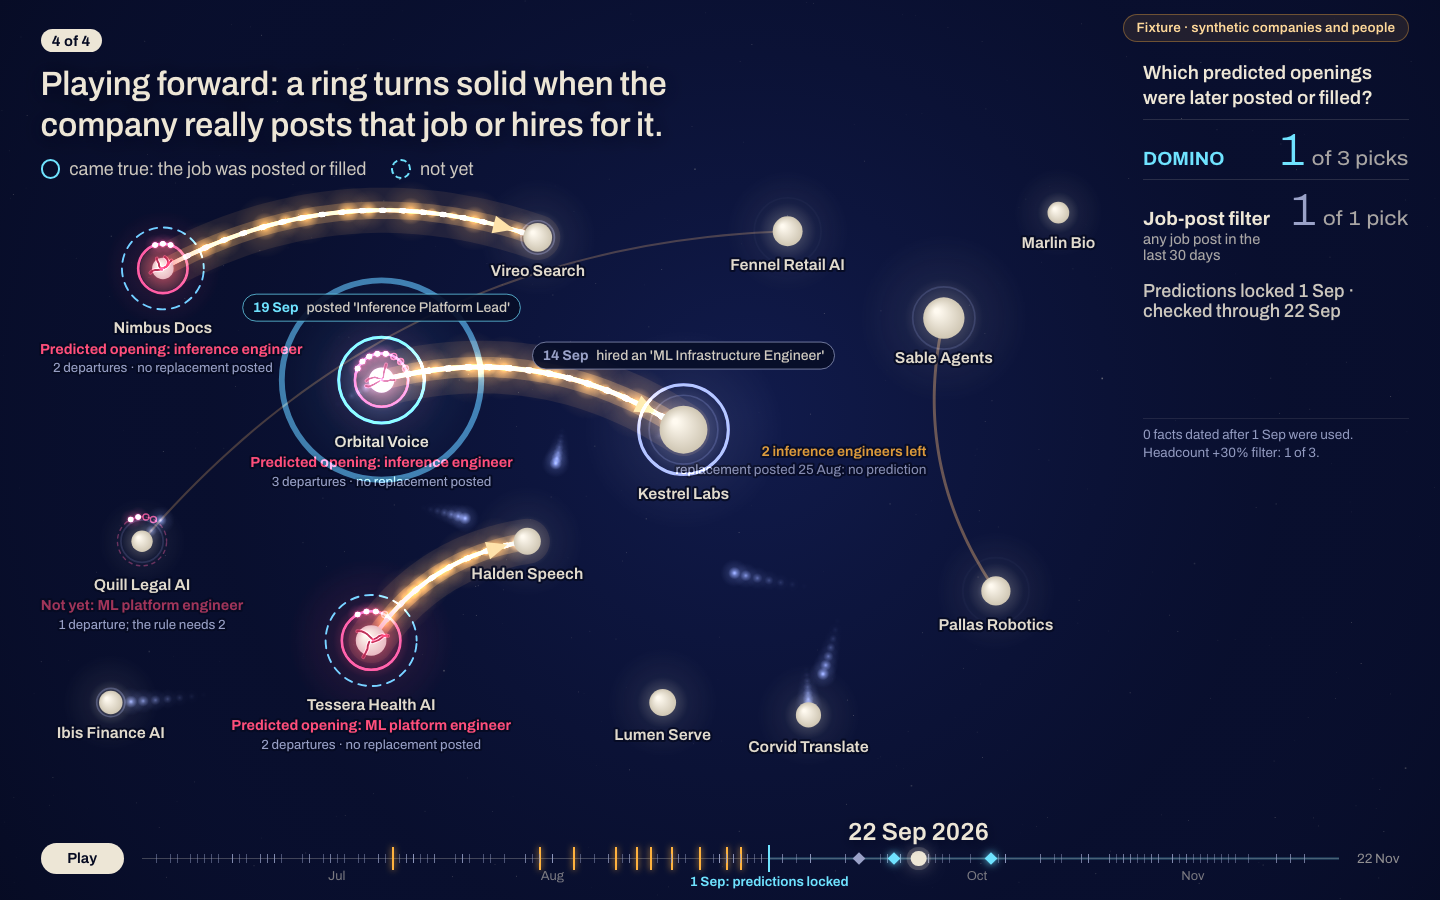 4 of 4
Fixture · synthetic companies and people
Playing forward: a ring turns solid when the
company really posts that job or hires for it.
came true: the job was posted or filled
not yet
Which predicted openings
were later posted or filled?
DOMINO
1 of 3 picks
Job-post filter
1 of 1 pick
any job post in the
last 30 days
Predictions locked 1 Sep ·
checked through 22 Sep
0 facts dated after 1 Sep were used.
Headcount +30% filter: 1 of 3.
Vireo Search
Fennel Retail AI
Marlin Bio
Nimbus Docs
Predicted opening: inference engineer
2 departures · no replacement posted
19 Sep posted 'Inference Platform Lead'
14 Sep hired an 'ML Infrastructure Engineer'
Sable Agents
Orbital Voice
Predicted opening: inference engineer
3 departures · no replacement posted
2 inference engineers left
replacement posted 25 Aug: no prediction
Kestrel Labs
Quill Legal AI
Not yet: ML platform engineer
1 departure; the rule needs 2
Halden Speech
Pallas Robotics
Tessera Health AI
Predicted opening: ML platform engineer
2 departures · no replacement posted
Ibis Finance AI
Lumen Serve
Corvid Translate
22 Sep 2026
Play
22 Nov
Jul
Aug
1 Sep: predictions locked
Oct
Nov